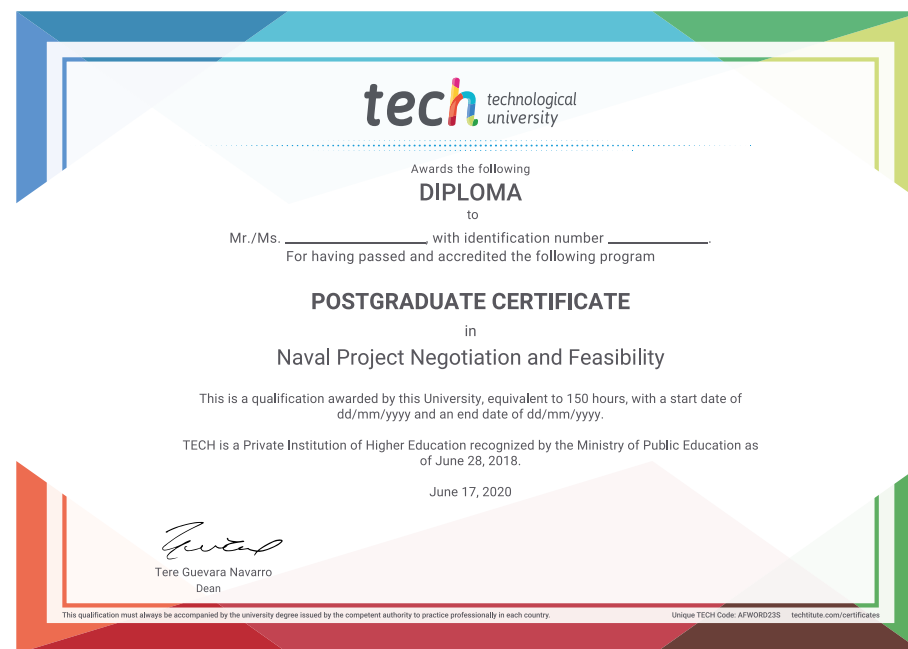 tech technological
university
Awards the following
DIPLOMA
to
Mr./Ms. ____________________, with identification number ______________.
For having passed and accredited the following program
POSTGRADUATE CERTIFICATE
in
Naval Project Negotiation and Feasibility
This is a qualification awarded by this University, equivalent to 150 hours, with a start date of
dd/mm/yyyy and an end date of dd/mm/yyyy.
TECH is a Private Institution of Higher Education recognized by the Ministry of Public Education as
of June 28, 2018.
June 17, 2020
Tere Guevara Navarro
Dean
This qualification must always be accompanied by the university degree issued by the competent authority to practice professionally in each country.
Unique TECH Code: AFWORD23S techtitute.com/certificates